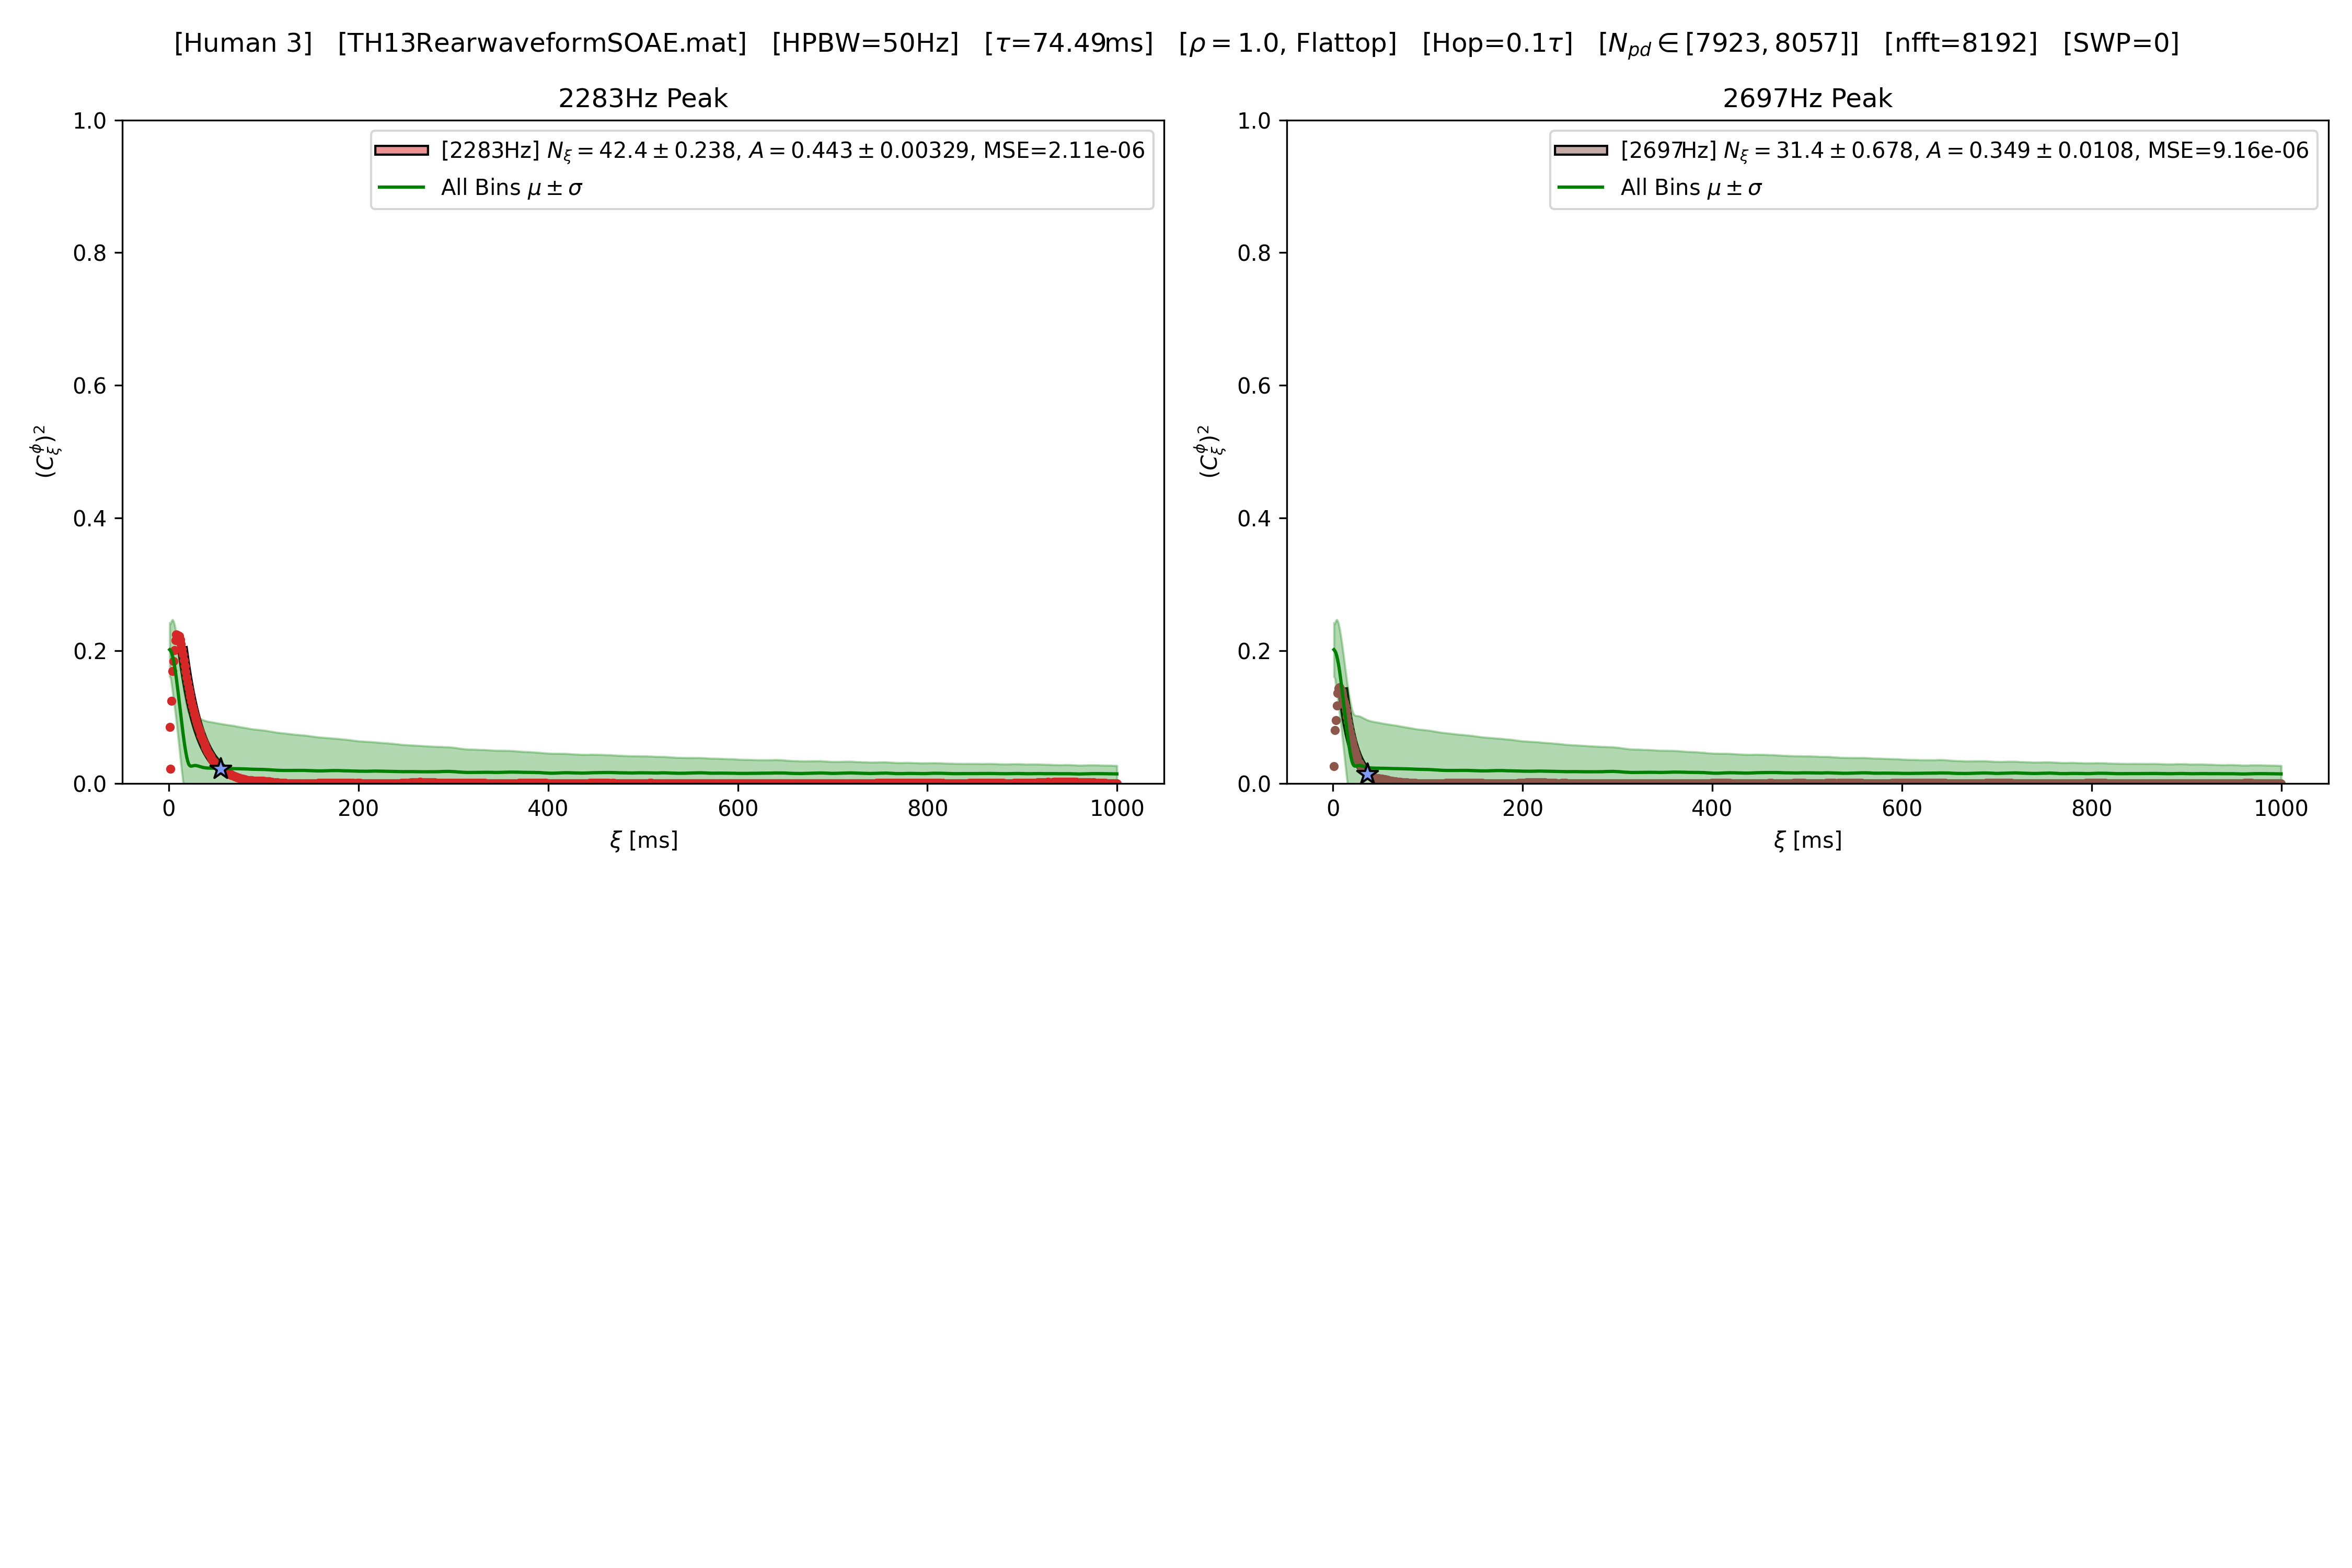 [Human 3] [TH13RearwaveformSOAE.mat] [HPBW=50Hz] [τ=74.49ms] [ρ = 1.0, Flattop] [Hop=0.1τ] [N_pd ∈ [7923, 8057]] [nfft=8192] [SWP=0]
2283Hz Peak
[2283Hz] N_ξ = 42.4 ± 0.238, A = 0.443 ± 0.00329, MSE=2.11e-06
All Bins μ ± σ
1.0
0.8
0.6
0.4
0.2
0.0
(C_ξ^ϕ)^2
0 200 400 600 800 1000
ξ [ms]
2697Hz Peak
[2697Hz] N_ξ = 31.4 ± 0.678, A = 0.349 ± 0.0108, MSE=9.16e-06
All Bins μ ± σ
1.0
0.8
0.6
0.4
0.2
0.0
(C_ξ^ϕ)^2
0 200 400 600 800 1000
ξ [ms]